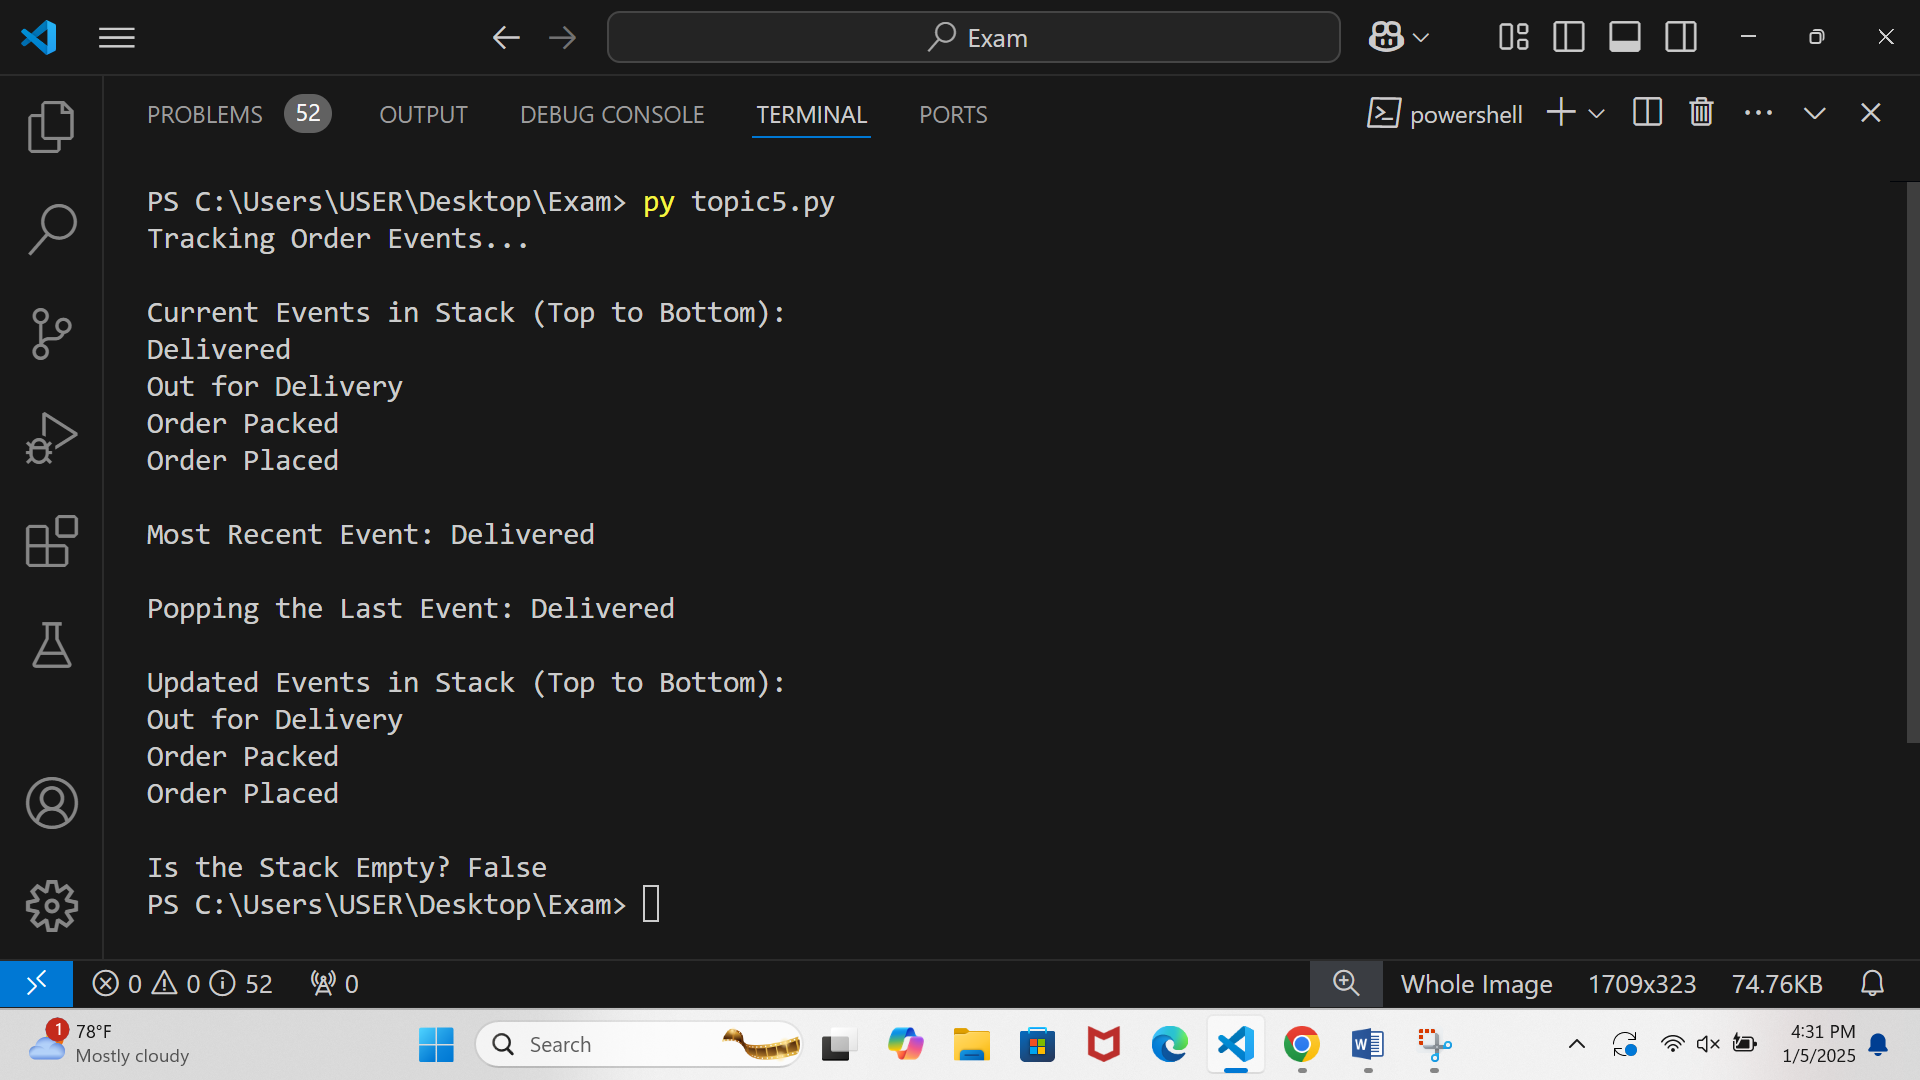 Exam
PROBLEMS 52 OUTPUT DEBUG CONSOLE TERMINAL PORTS powershell
PS C:\Users\USER\Desktop\Exam> py topic5.py
Tracking Order Events...
Current Events in Stack (Top to Bottom):
Delivered
Out for Delivery
Order Packed
Order Placed
Most Recent Event: Delivered
Popping the Last Event: Delivered
Updated Events in Stack (Top to Bottom):
Out for Delivery
Order Packed
Order Placed
Is the Stack Empty? False
PS C:\Users\USER\Desktop\Exam>
0 0 52 0 Whole Image 1709x323 74.76KB
1 78°F
Mostly cloudy
Search
W
4:31 PM
1/5/2025